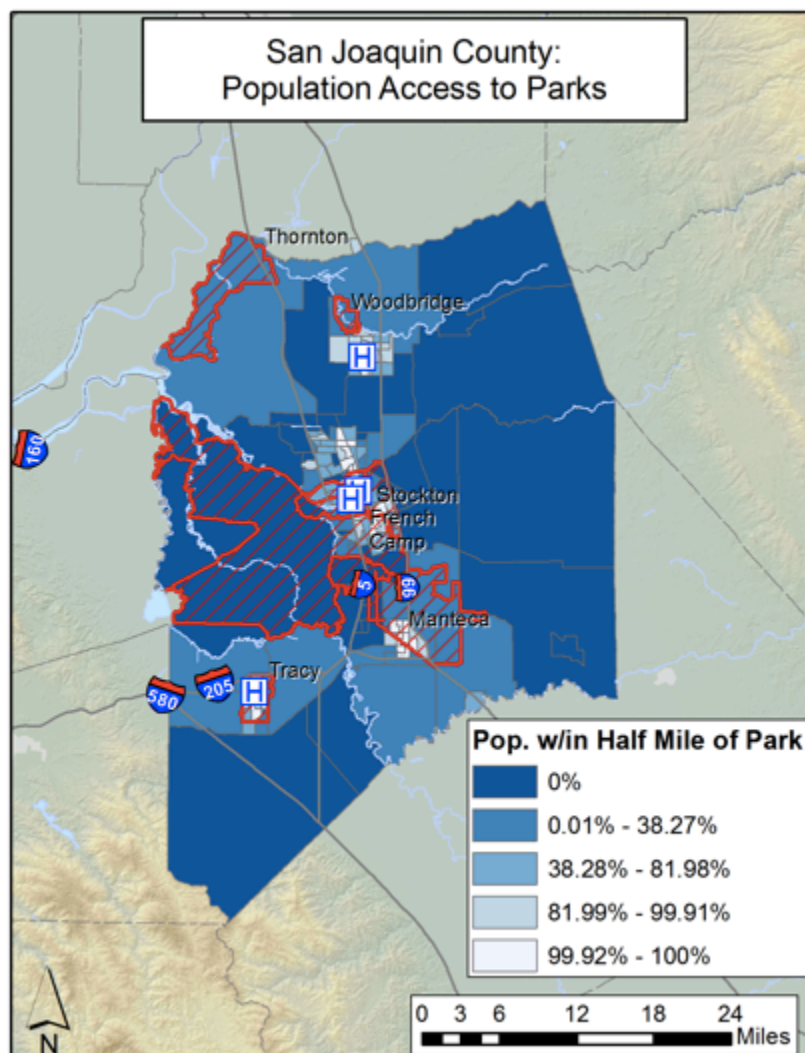 San Joaquin County:
Population Access to Parks
Thornton
Woodbridge
H
160
H
Stockton
French
Camp
5
99
Manteca
Tracy
H
205
580
Pop. w/in Half Mile of Park
0%
0.01% - 38.27%
38.28% - 81.98%
81.99% - 99.91%
99.92% - 100%
N
0 3 6 12 18 24
Miles